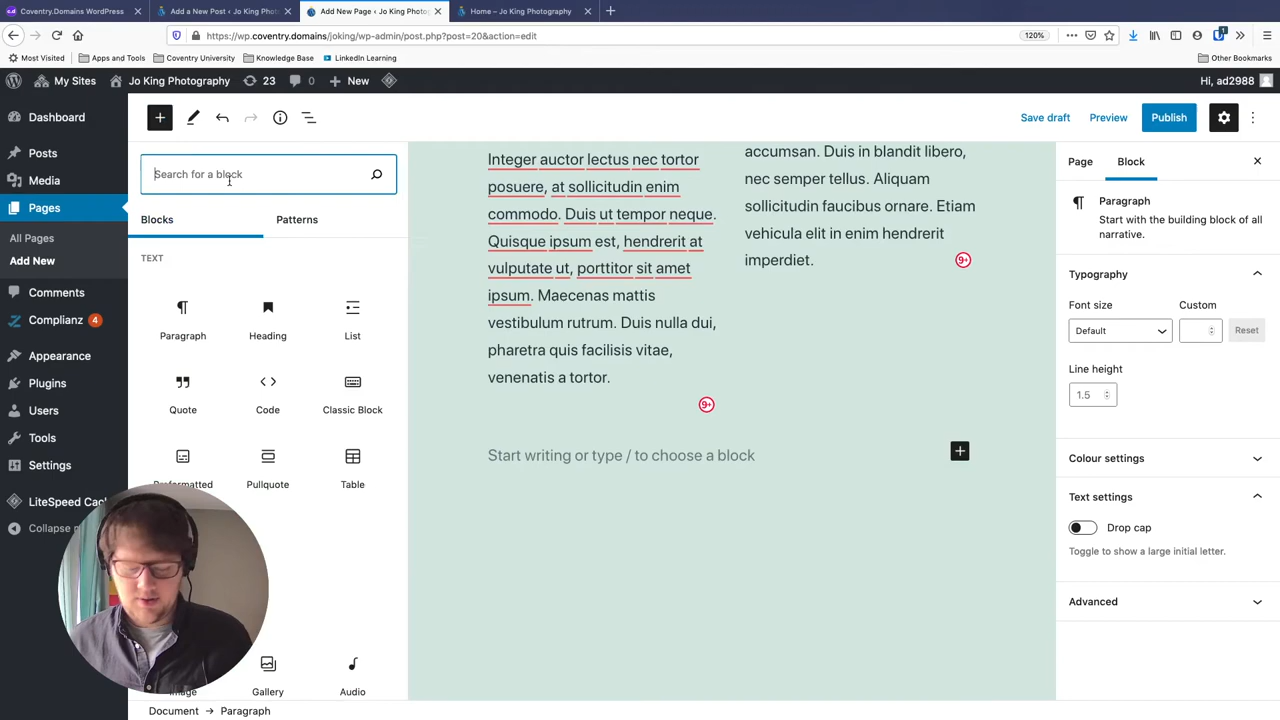 Coventry.Domains WordPress
Add a New Post ‹ Jo King Phot
Add New Page ‹ Jo King Photog
Home – Jo King Photography
https://wp.coventry.domains/joking/wp-admin/post.php?post=20&action=edit
120%
Most Visited
Apps and Tools
Coventry University
Knowledge Base
LinkedIn Learning
Other Bookmarks
My Sites
Jo King Photography
23
0
New
Hi, ad2988
Dashboard
Posts
Media
Pages
All Pages
Add New
Comments
Complianz 4
Appearance
Plugins
Users
Tools
Settings
LiteSpeed Cac
Collapse
Save draft
Preview
Publish
Search for a block
Blocks
Patterns
TEXT
Paragraph
Heading
List
Quote
Code
Classic Block
Preformatted
Pullquote
Table
Image
Gallery
Audio
Integer auctor lectus nec tortor
posuere, at sollicitudin enim
commodo. Duis ut tempor neque.
Quisque ipsum est, hendrerit at
vulputate ut, porttitor sit amet
ipsum. Maecenas mattis
vestibulum rutrum. Duis nulla dui,
pharetra quis facilisis vitae,
venenatis a tortor.
9+
accumsan. Duis in blandit libero,
nec semper tellus. Aliquam
sollicitudin faucibus ornare. Etiam
vehicula elit in enim hendrerit
imperdiet.
9+
Start writing or type / to choose a block
Page
Block
Paragraph
Start with the building block of all
narrative.
Typography
Font size
Custom
Default
Reset
Line height
1.5
Colour settings
Text settings
Drop cap
Toggle to show a large initial letter.
Advanced
Document → Paragraph